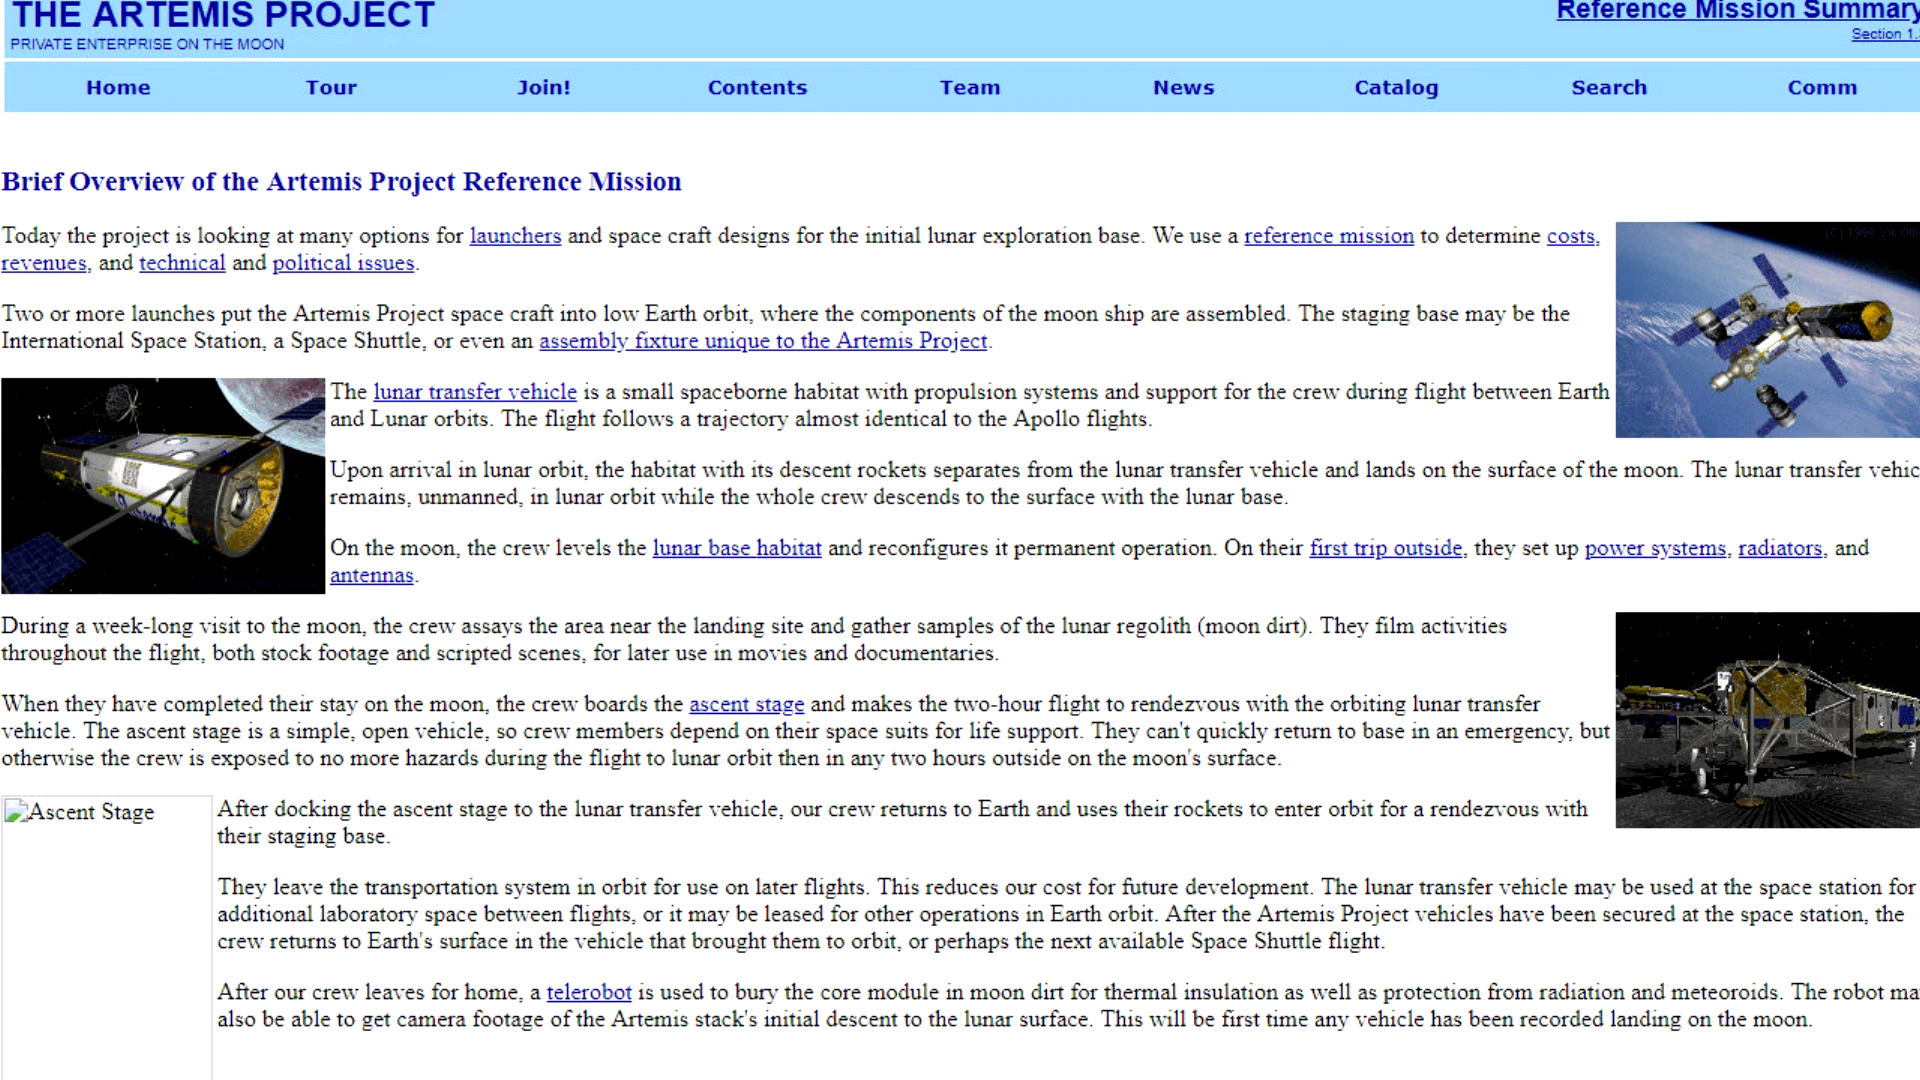 THE ARTEMIS PROJECT
PRIVATE ENTERPRISE ON THE MOON
Reference Mission Summary
Section 1.
Home Tour Join! Contents Team News Catalog Search Comm
Brief Overview of the Artemis Project Reference Mission
Today the project is looking at many options for launchers and space craft designs for the initial lunar exploration base. We use a reference mission to determine costs,
revenues, and technical and political issues.
Two or more launches put the Artemis Project space craft into low Earth orbit, where the components of the moon ship are assembled. The staging base may be the
International Space Station, a Space Shuttle, or even an assembly fixture unique to the Artemis Project.
The lunar transfer vehicle is a small spaceborne habitat with propulsion systems and support for the crew during flight between Earth
and Lunar orbits. The flight follows a trajectory almost identical to the Apollo flights.
Upon arrival in lunar orbit, the habitat with its descent rockets separates from the lunar transfer vehicle and lands on the surface of the moon. The lunar transfer vehic
remains, unmanned, in lunar orbit while the whole crew descends to the surface with the lunar base.
On the moon, the crew levels the lunar base habitat and reconfigures it permanent operation. On their first trip outside, they set up power systems, radiators, and
antennas.
During a week-long visit to the moon, the crew assays the area near the landing site and gather samples of the lunar regolith (moon dirt). They film activities
throughout the flight, both stock footage and scripted scenes, for later use in movies and documentaries.
When they have completed their stay on the moon, the crew boards the ascent stage and makes the two-hour flight to rendezvous with the orbiting lunar transfer
vehicle. The ascent stage is a simple, open vehicle, so crew members depend on their space suits for life support. They can't quickly return to base in an emergency, but
otherwise the crew is exposed to no more hazards during the flight to lunar orbit then in any two hours outside on the moon's surface.
Ascent Stage
After docking the ascent stage to the lunar transfer vehicle, our crew returns to Earth and uses their rockets to enter orbit for a rendezvous with
their staging base.
They leave the transportation system in orbit for use on later flights. This reduces our cost for future development. The lunar transfer vehicle may be used at the space station for
additional laboratory space between flights, or it may be leased for other operations in Earth orbit. After the Artemis Project vehicles have been secured at the space station, the
crew returns to Earth's surface in the vehicle that brought them to orbit, or perhaps the next available Space Shuttle flight.
After our crew leaves for home, a telerobot is used to bury the core module in moon dirt for thermal insulation as well as protection from radiation and meteoroids. The robot ma
also be able to get camera footage of the Artemis stack's initial descent to the lunar surface. This will be first time any vehicle has been recorded landing on the moon.